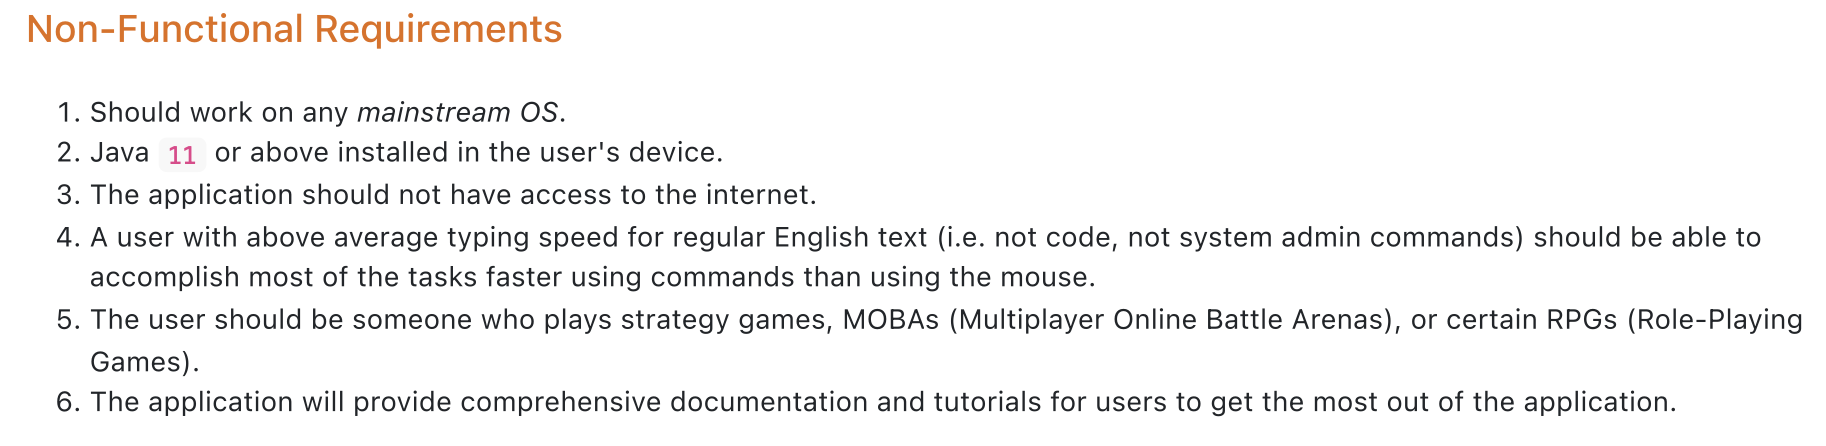 Non-Functional Requirements
1. Should work on any mainstream OS.
2. Java 11 or above installed in the user's device.
3. The application should not have access to the internet.
4. A user with above average typing speed for regular English text (i.e. not code, not system admin commands) should be able to
accomplish most of the tasks faster using commands than using the mouse.
5. The user should be someone who plays strategy games, MOBAs (Multiplayer Online Battle Arenas), or certain RPGs (Role-Playing
Games).
6. The application will provide comprehensive documentation and tutorials for users to get the most out of the application.